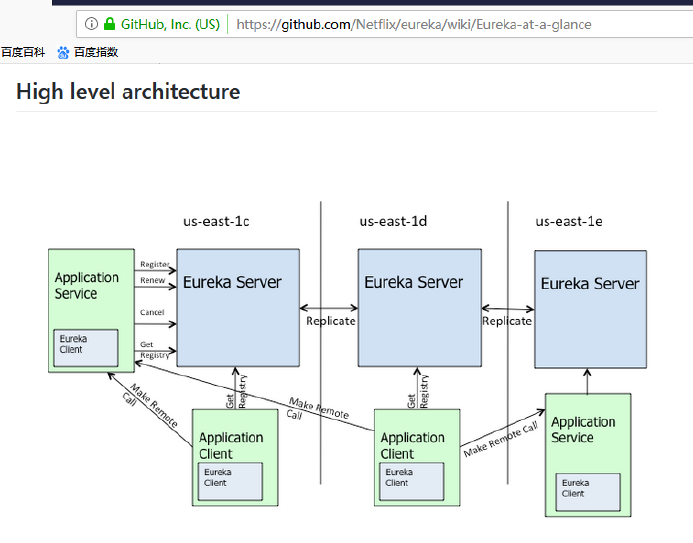 GitHub, Inc. (US)
https://github.com/Netflix/eureka/wiki/Eureka-at-a-glance
百度百科
百度指数
High level architecture
us-east-1c
us-east-1d
us-east-1e
Application
Service
Eureka
Client
Register
Renew
Cancel
Get
Registry
Eureka Server
Replicate
Eureka Server
Replicate
Eureka Server
Make Remote
Call
Get
Registry
Make Remote
Call
Get
Registry
Make Remote Call
Application
Client
Eureka
Client
Application
Client
Eureka
Client
Application
Service
Eureka
Client